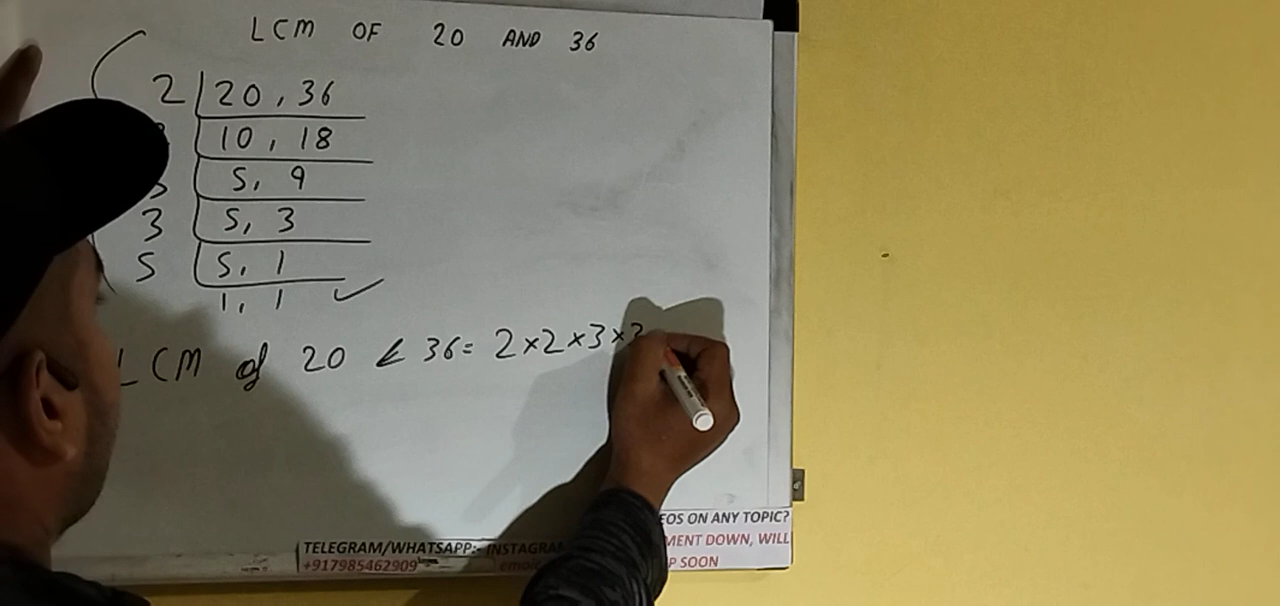 LCM OF 20 AND 36
2 20, 36
10, 18
5, 9
3 5, 3
5 5, 1
1, 1 ✓
LCM of 20 & 36= 2×2×3×3
EOS ON ANY TOPIC?
MENT DOWN, WILL
P SOON
TELEGRAM/WHATSAPP:- INSTAGRA
+917985462909